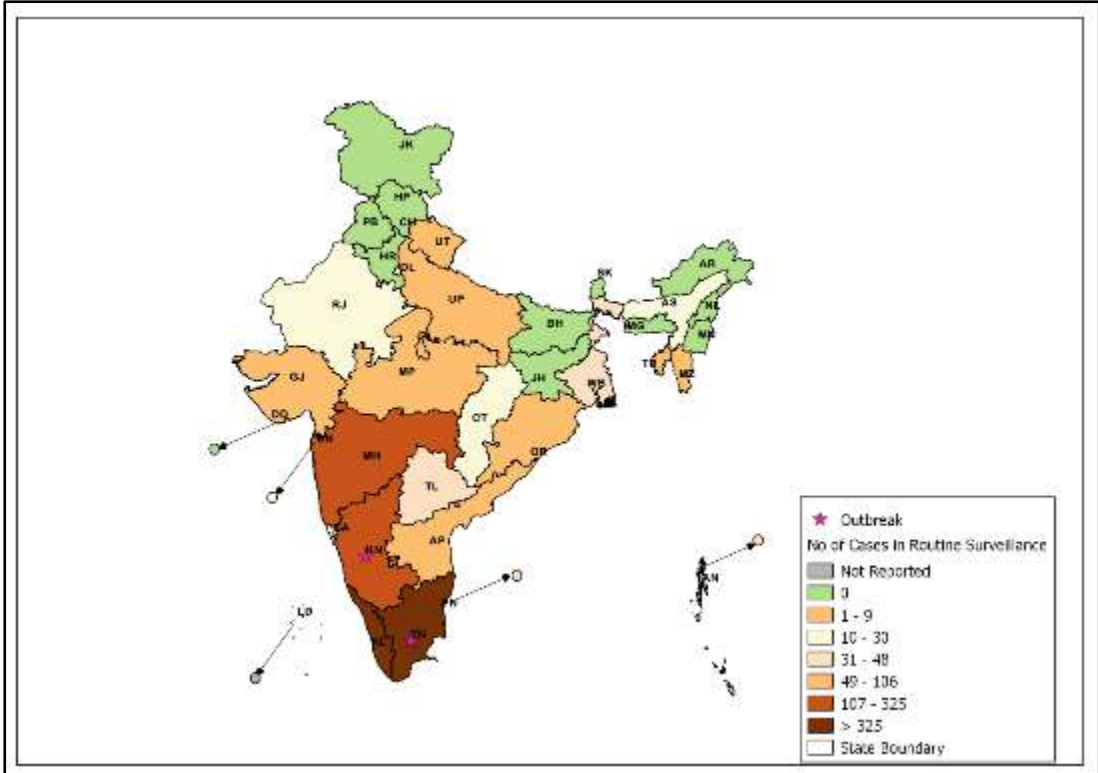 JK
HP
PB
CH
UT
HR
DL
SK
AR
RJ
UP
AS
NL
BH
MG
MN
TR
MZ
GJ
MP
JH
WB
DD
CT
OR
MH
TL
GA
KN
AP
AN
LD
TN
★ Outbreak
No of Cases in Routine Surveillance
Not Reported
0
1 - 9
10 - 30
31 - 48
49 - 106
107 - 325
> 325
State Boundary